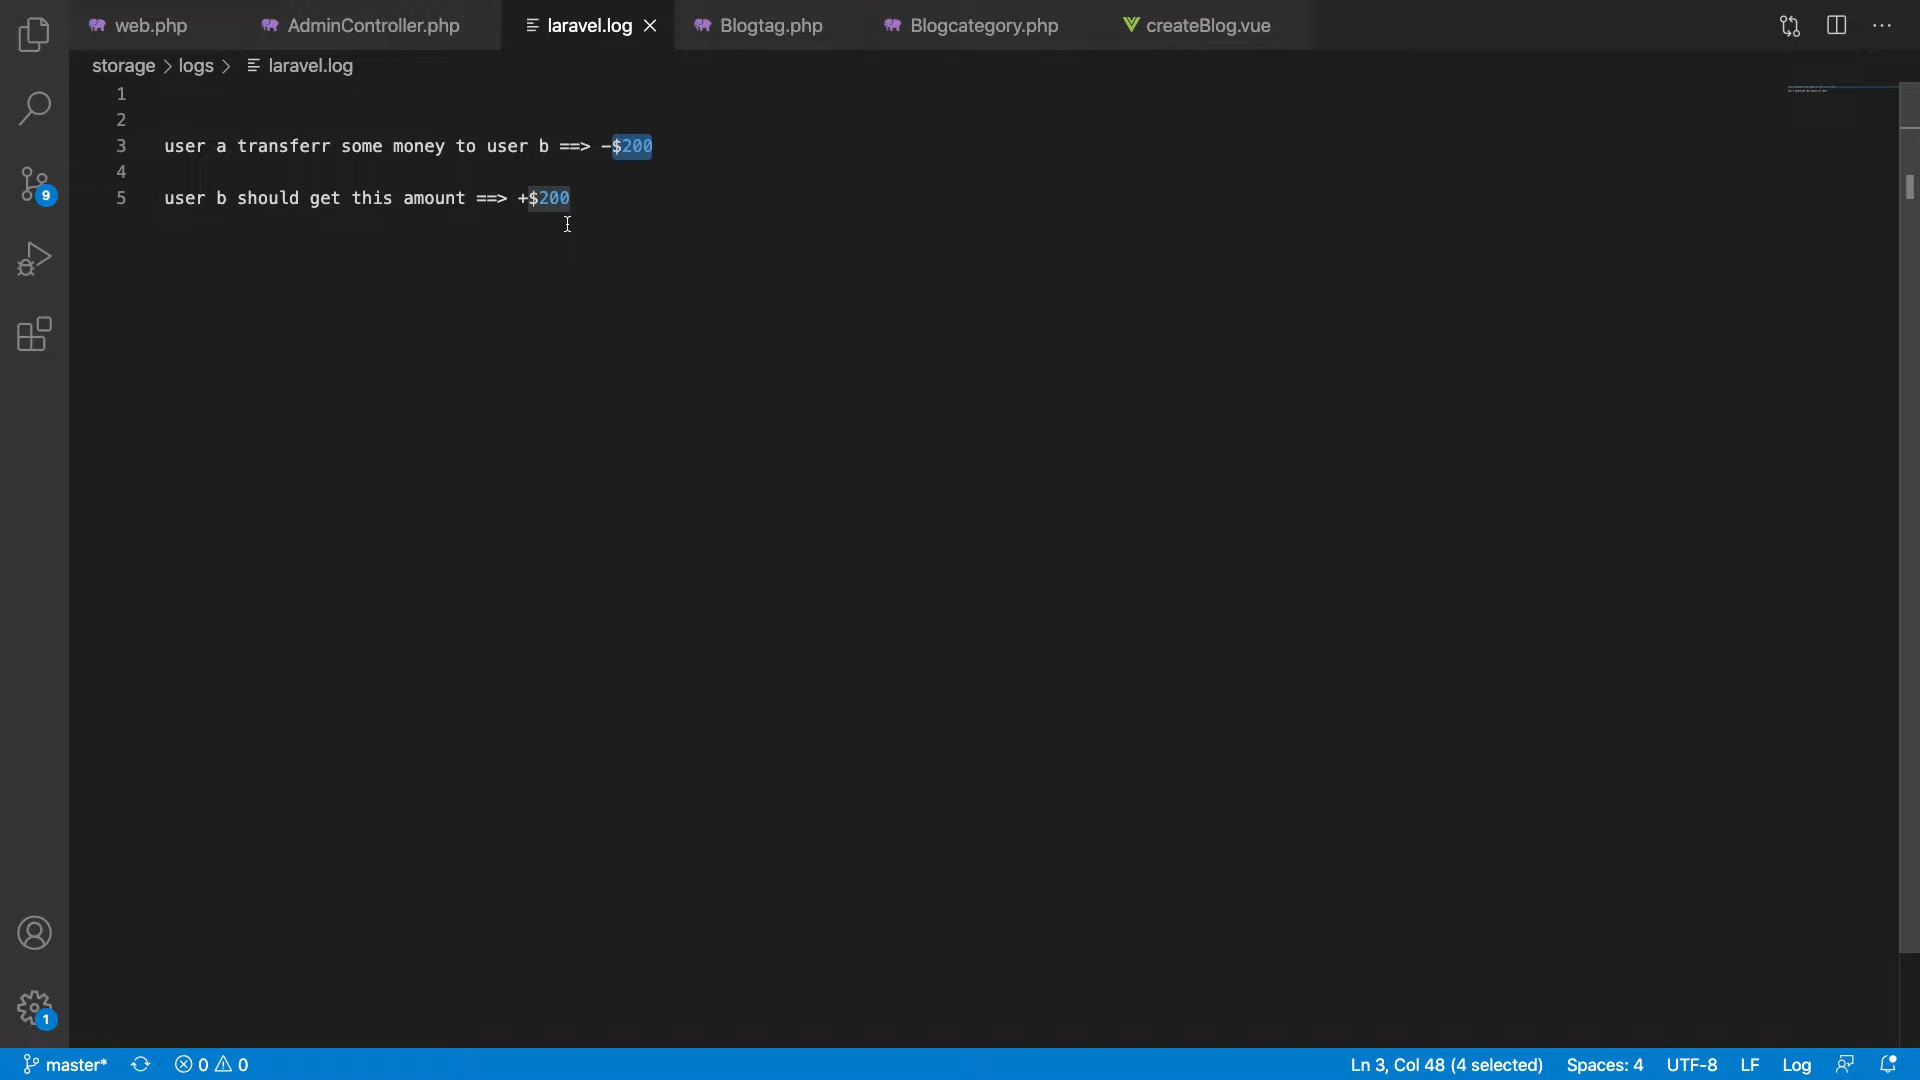 web.php AdminController.php laravel.log Blogtag.php Blogcategory.php createBlog.vue
storage > logs > laravel.log
1
2
3 user a transferr some money to user b ==> -$200
4
5 user b should get this amount ==> +$200
9
1
master* 0 0 Ln 3, Col 48 (4 selected) Spaces: 4 UTF-8 LF Log